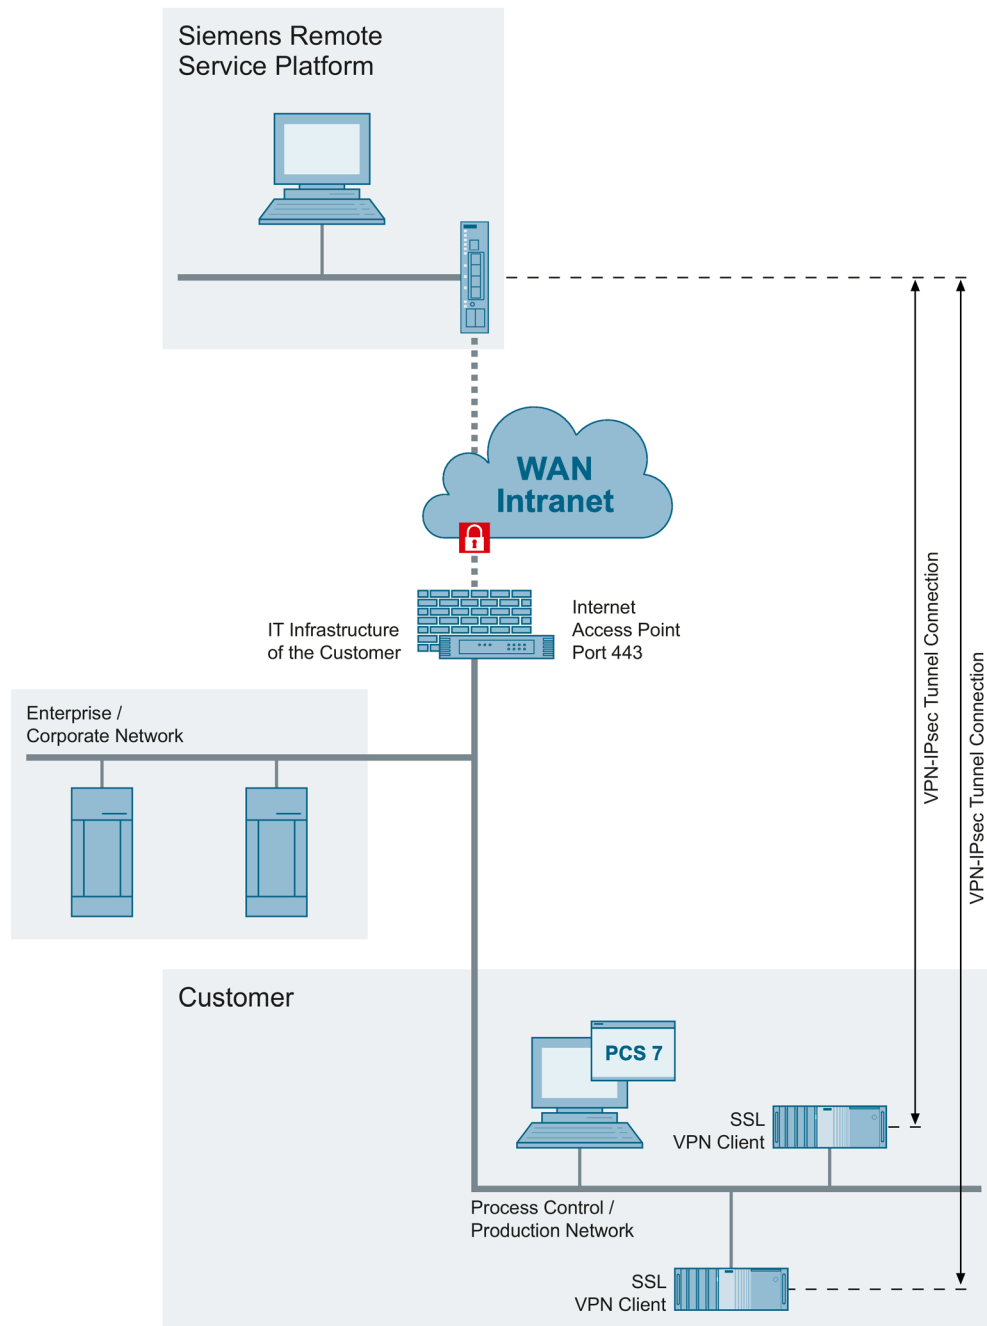 Siemens Remote
Service Platform
WAN
Intranet
IT Infrastructure
of the Customer
Internet
Access Point
Port 443
VPN-IPsec Tunnel Connection
VPN-IPsec Tunnel Connection
Enterprise /
Corporate Network
Customer
PCS 7
SSL
VPN Client
Process Control /
Production Network
SSL
VPN Client